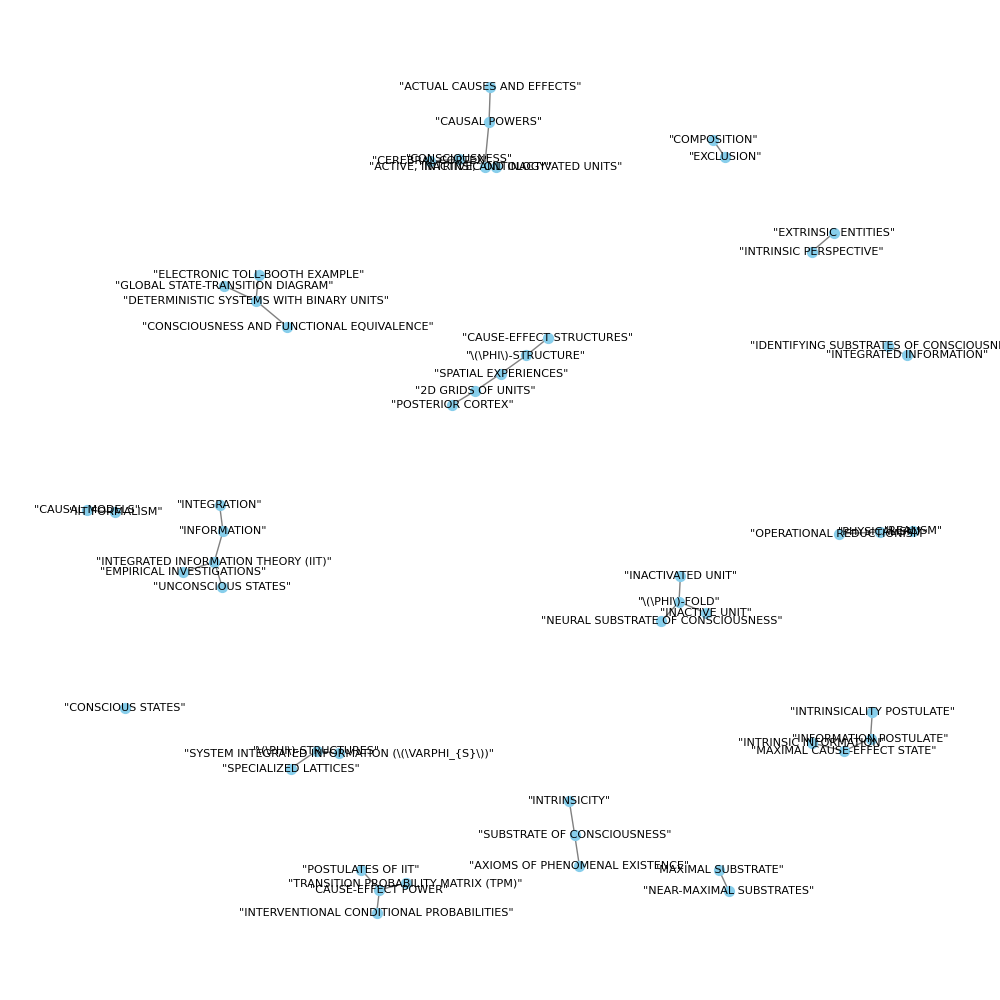 "ACTUAL CAUSES AND EFFECTS"
"CAUSAL POWERS"
"COMPOSITION"
"EXCLUSION"
"CONSCIOUSNESS"
"CEREBRAL CORTEX"
"ACTIVE, INACTIVE, AND INACTIVATED UNITS"
"EXTRINSIC ENTITIES"
"INTRINSIC PERSPECTIVE"
"ELECTRONIC TOLL-BOOTH EXAMPLE"
"GLOBAL STATE-TRANSITION DIAGRAM"
"DETERMINISTIC SYSTEMS WITH BINARY UNITS"
"CONSCIOUSNESS AND FUNCTIONAL EQUIVALENCE"
"CAUSE-EFFECT STRUCTURES"
"\(\PHI\)-STRUCTURE"
"SPATIAL EXPERIENCES"
"2D GRIDS OF UNITS"
"POSTERIOR CORTEX"
"IDENTIFYING SUBSTRATES OF
"INTEGRATED INFORMATION"
"CAUSAL MODELS"
"IIT FORMALISM"
"INTEGRATION"
"INFORMATION"
"INTEGRATED INFORMATION THEORY (IIT)"
"EMPIRICAL INVESTIGATIONS"
"UNCONSCIOUS STATES"
"OPERATIONAL REDUCTIONISM"
"REALISM"
"INACTIVATED UNIT"
"\(\PHI\)-FOLD"
"INACTIVE UNIT"
"NEURAL SUBSTRATE OF CONSCIOUSNESS"
"CONSCIOUS STATES"
"\(\PHI\)-STRUCTURES"
"SYSTEM INTEGRATED INFORMATION (\(\VARPHI_{S}\))"
"SPECIALIZED LATTICES"
"INTRINSICALITY POSTULATE"
"INFORMATION POSTULATE"
"INTRINSIC INFORMATION"
"MAXIMAL CAUSE-EFFECT STATE"
"INTRINSICITY"
"SUBSTRATE OF CONSCIOUSNESS"
"AXIOMS OF PHENOMENAL EXISTENCE"
"MAXIMAL SUBSTRATE"
"NEAR-MAXIMAL SUBSTRATES"
"POSTULATES OF IIT"
"TRANSITION PROBABILITY MATRIX (TPM)"
"CAUSE-EFFECT POWER"
"INTERVENTIONAL CONDITIONAL PROBABILITIES"